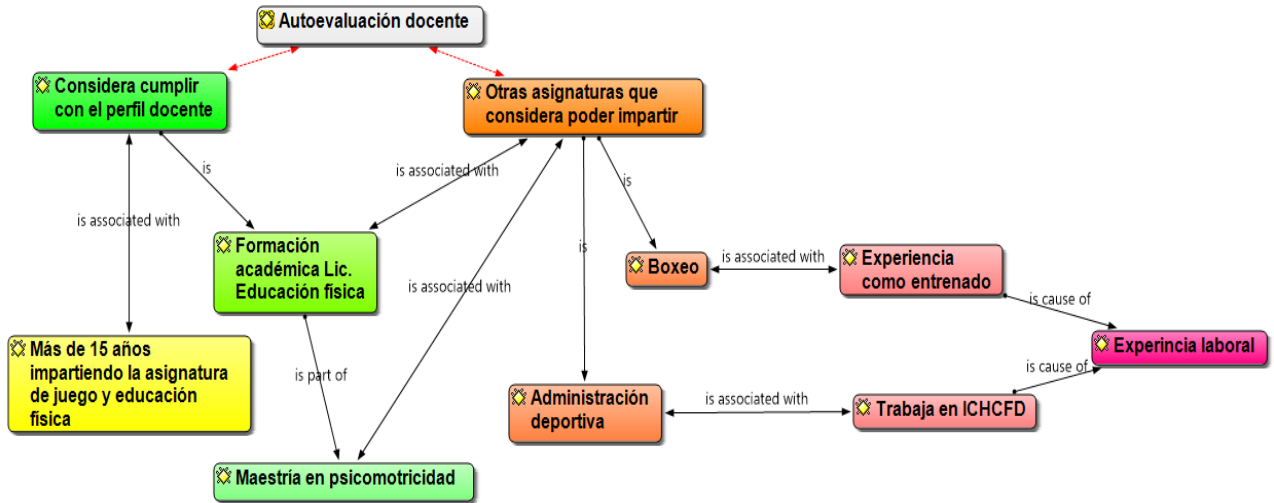 Autoevaluación docente
Considera cumplir
con el perfil docente
Otras asignaturas que
considera poder impartir
is
is associated with
is
is associated with
Formación
académica Lic.
Educación física
is
Boxeo
is associated with
Experiencia
como entrenado
is associated with
is cause of
Más de 15 años
impartiendo la asignatura
de juego y educación
física
Experincia laboral
is part of
is cause of
Administración
deportiva
is associated with
Trabaja en ICHCFD
Maestría en psicomotricidad